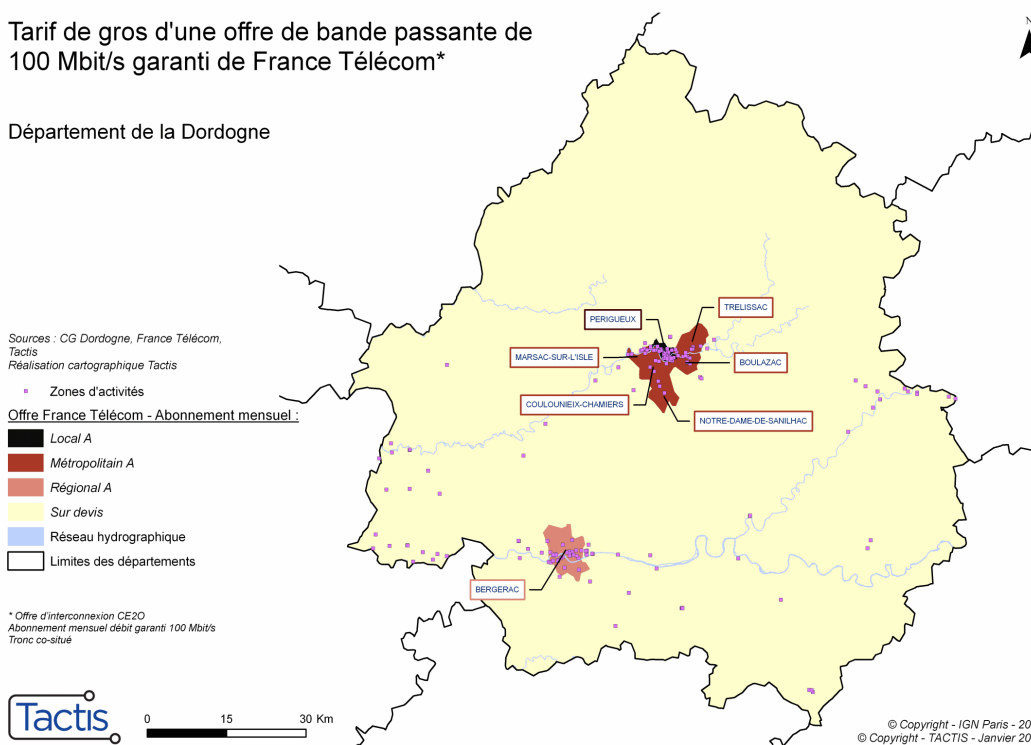 Tarif de gros d'une offre de bande passante de
100 Mbit/s garanti de France Télécom*
Département de la Dordogne
N
TRELISSAC
PERIGUEUX
MARSAC-SUR-L'ISLE
BOULAZAC
COULOUNIEIX-CHAMIERS
NOTRE-DAME-DE-SANILHAC
BERGERAC
Sources : CG Dordogne, France Télécom,
Tactis
Réalisation cartographique Tactis
Zones d'activités
Offre France Télécom - Abonnement mensuel :
Local A
Métropolitain A
Régional A
Sur devis
Réseau hydrographique
Limites des départements
* Offre d'interconnexion CE2O
Abonnement mensuel débit garanti 100 Mbit/s
Tronc co-situé
Tactis
0 15 30 Km
© Copyright - IGN Paris - 20
© Copyright - TACTIS - Janvier 20